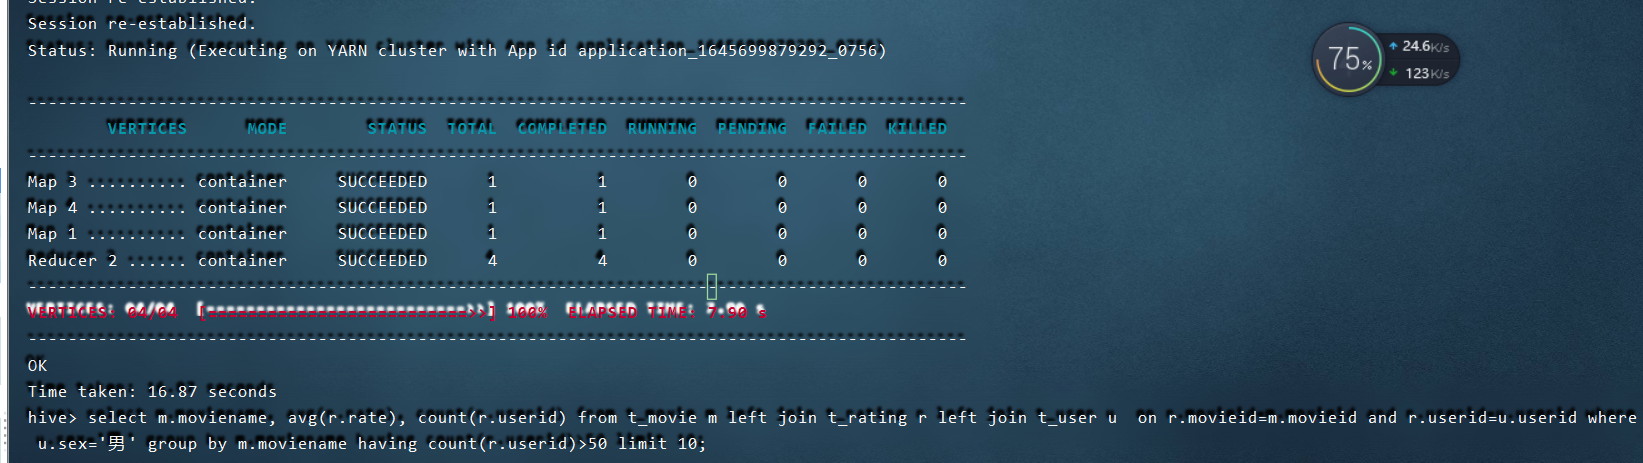 Session re-established.
Session re-established.
Status: Running (Executing on YARN cluster with App id application_1645699879292_0756)
----------------------------------------------------------------------------------------------
VERTICES MODE STATUS TOTAL COMPLETED RUNNING PENDING FAILED KILLED
----------------------------------------------------------------------------------------------
Map 3 .......... container SUCCEEDED 1 1 0 0 0 0
Map 4 .......... container SUCCEEDED 1 1 0 0 0 0
Map 1 .......... container SUCCEEDED 1 1 0 0 0 0
Reducer 2 ...... container SUCCEEDED 4 4 0 0 0 0
----------------------------------------------------------------------------------------------
VERTICES: 04/04 [==========================>>] 100% ELAPSED TIME: 7.90 s
----------------------------------------------------------------------------------------------
OK
Time taken: 16.87 seconds
hive> select m.moviename, avg(r.rate), count(r.userid) from t_movie m left join t_rating r left join t_user u  on r.movieid=m.movieid and r.userid=u.userid where
u.sex='男' group by m.moviename having count(r.userid)>50 limit 10;
75%
24.6K/s
123K/s